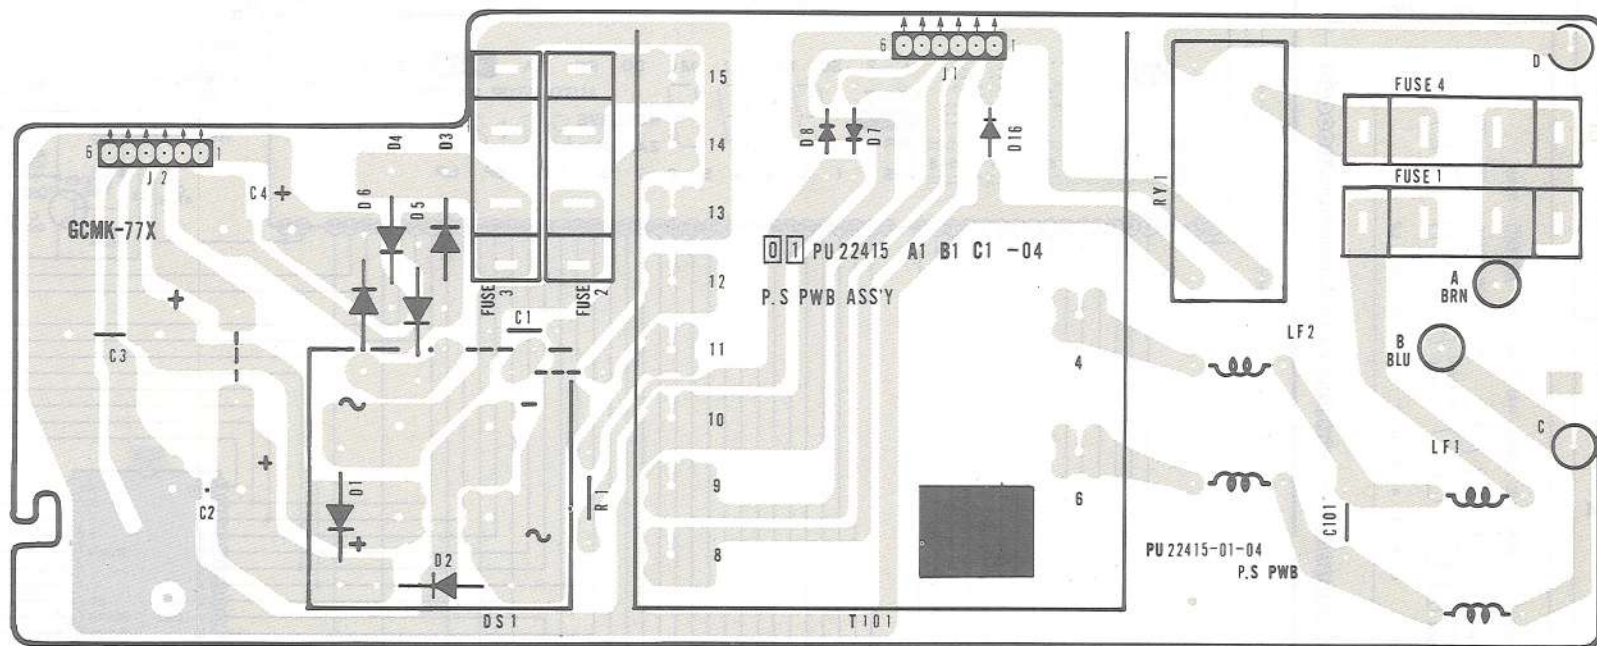 6 1
J1
D
15
FUSE 4
14
D4 D3
D8 D7
D16
6 1
J2
RY1
FUSE 1
C4 +
D6 D5
13
GCMK-77X
0 1 PU 22415 A1 B1 C1 -04
P.S PWB ASS'Y
12
A
BRN
FUSE 3
FUSE 2
+
C1
LF2
B
BLU
C3
11
4
~
-
10
C
LF1
+
D1
9
6
C2
R1
C101
~
+
8
PU 22415-01-04
P.S PWB
D2
DS1
T101